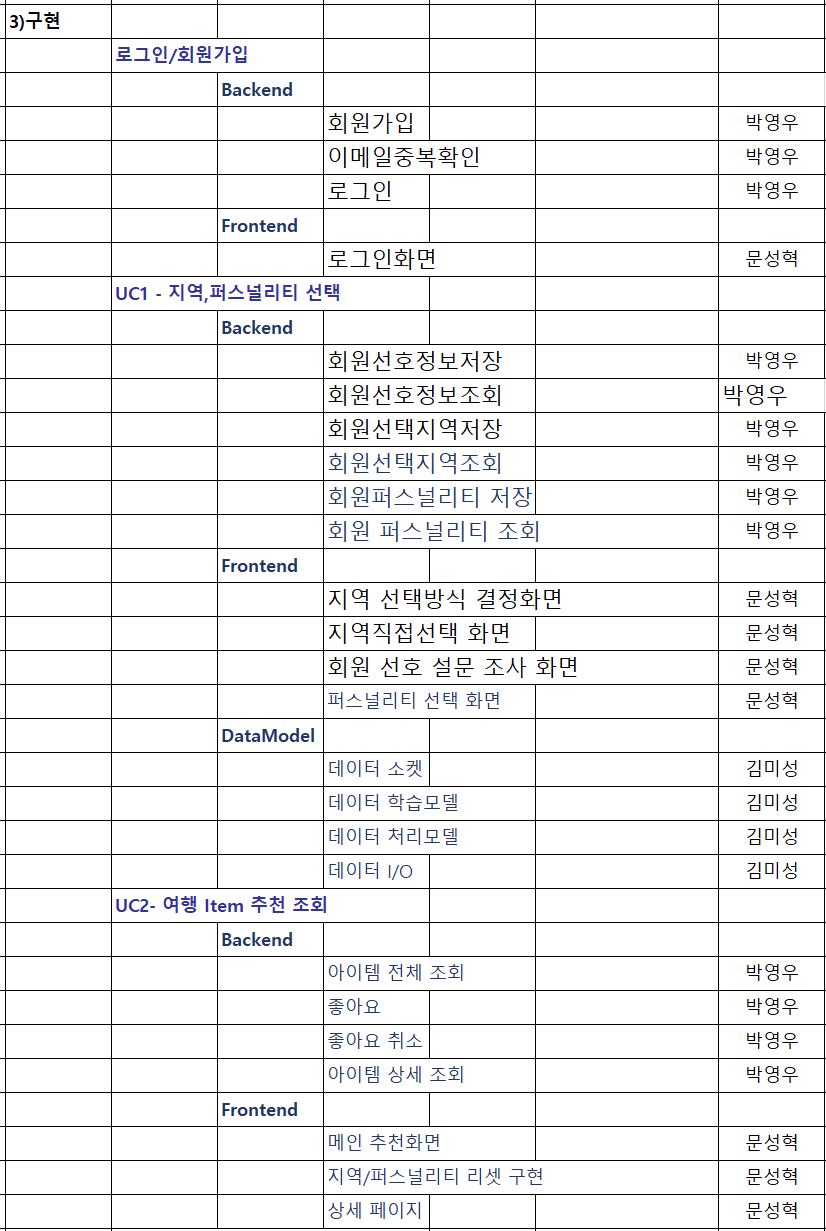 3)구현
로그인/회원가입
Backend
회원가입 박영우
이메일중복확인 박영우
로그인 박영우
Frontend
로그인화면 문성혁
UC1 - 지역,퍼스널리티 선택
Backend
회원선호정보저장 박영우
회원선호정보조회 박영우
회원선택지역저장 박영우
회원선택지역조회 박영우
회원퍼스널리티 저장 박영우
회원 퍼스널리티 조회 박영우
Frontend
지역 선택방식 결정화면 문성혁
지역직접선택 화면 문성혁
회원 선호 설문 조사 화면 문성혁
퍼스널리티 선택 화면 문성혁
DataModel
데이터 소켓 김미성
데이터 학습모델 김미성
데이터 처리모델 김미성
데이터 I/O 김미성
UC2- 여행 Item 추천 조회
Backend
아이템 전체 조회 박영우
좋아요 박영우
좋아요 취소 박영우
아이템 상세 조회 박영우
Frontend
메인 추천화면 문성혁
지역/퍼스널리티 리셋 구현 문성혁
상세 페이지 문성혁